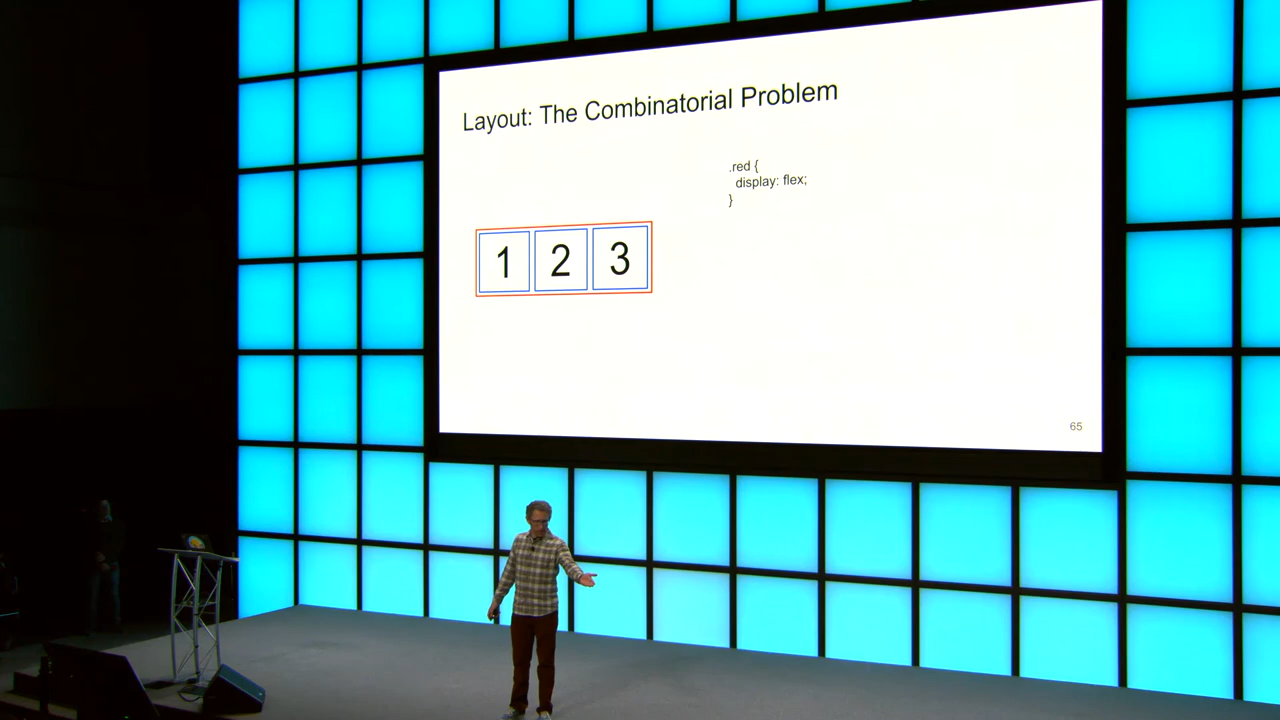 Layout: The Combinatorial Problem
.red {
display: flex;
}
1 2 3
65